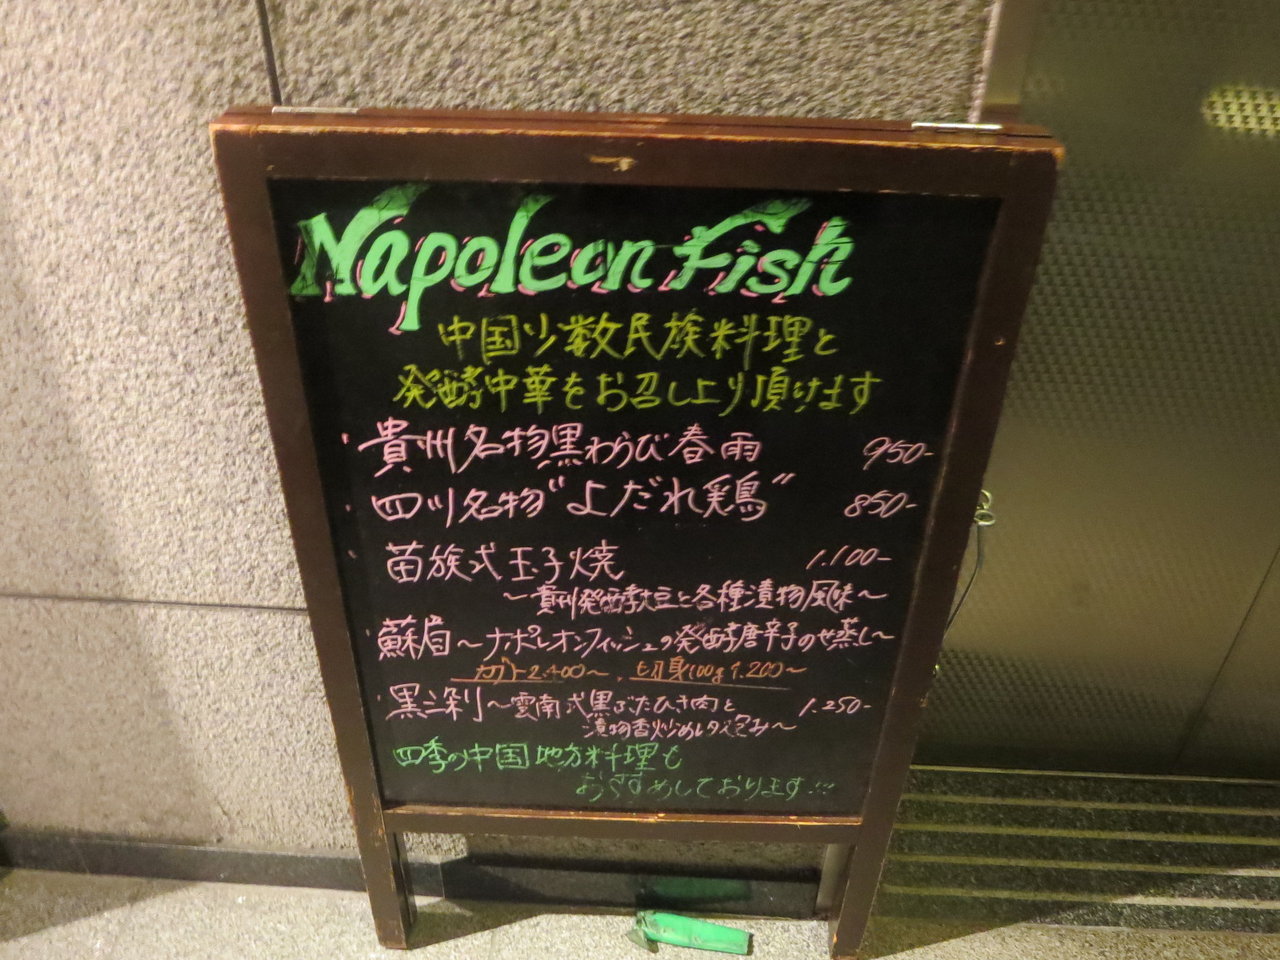 Napoleon Fish
中国少数民族料理と
発酵中華をお召し上り頂けます
・貴州名物黒わらび春雨 950-
・四川名物"よだれ鶏" 850-
・苗族式玉子焼 1.100-
〜貴州発酵大豆と各種漬物風味〜
・蘇眉〜ナポレオンフィッシュの発酵唐辛子のせ蒸し〜
カブト2.400〜、切身100g 1.200〜
・黒三剁〜雲南式黒ぶたひき肉と 1.250-
漬物香炒めレタス包み〜
四季の中国地方料理も
おすすめしております!!!